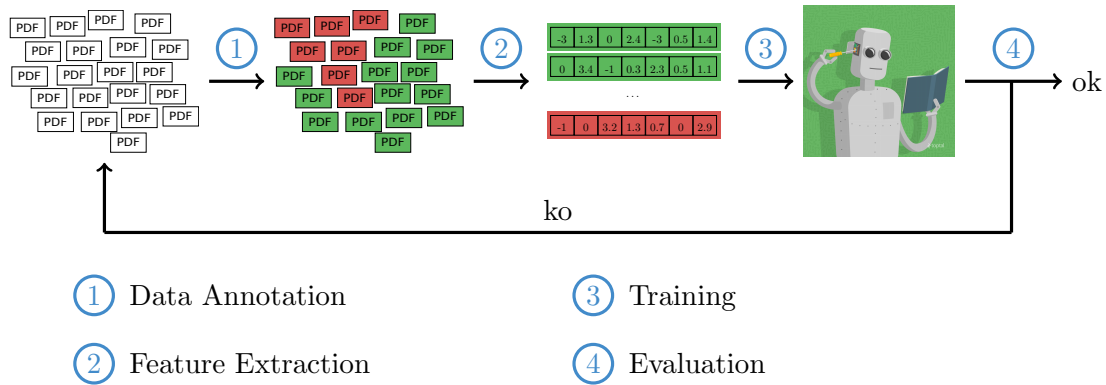 PDF PDF PDF PDF
PDF PDF PDF PDF
PDF PDF PDF PDF
PDF PDF PDF PDF
PDF PDF PDF PDF
PDF
1
PDF PDF PDF PDF
PDF PDF PDF PDF
PDF PDF PDF PDF
PDF PDF PDF PDF
PDF PDF PDF PDF
PDF
2
-3 1.3 0 2.4 -3 0.5 1.4
0 3.4 -1 0.3 2.3 0.5 1.1
...
-1 0 3.2 1.3 0.7 0 2.9
3
4
ok
ko
1 Data Annotation
3 Training
2 Feature Extraction
4 Evaluation